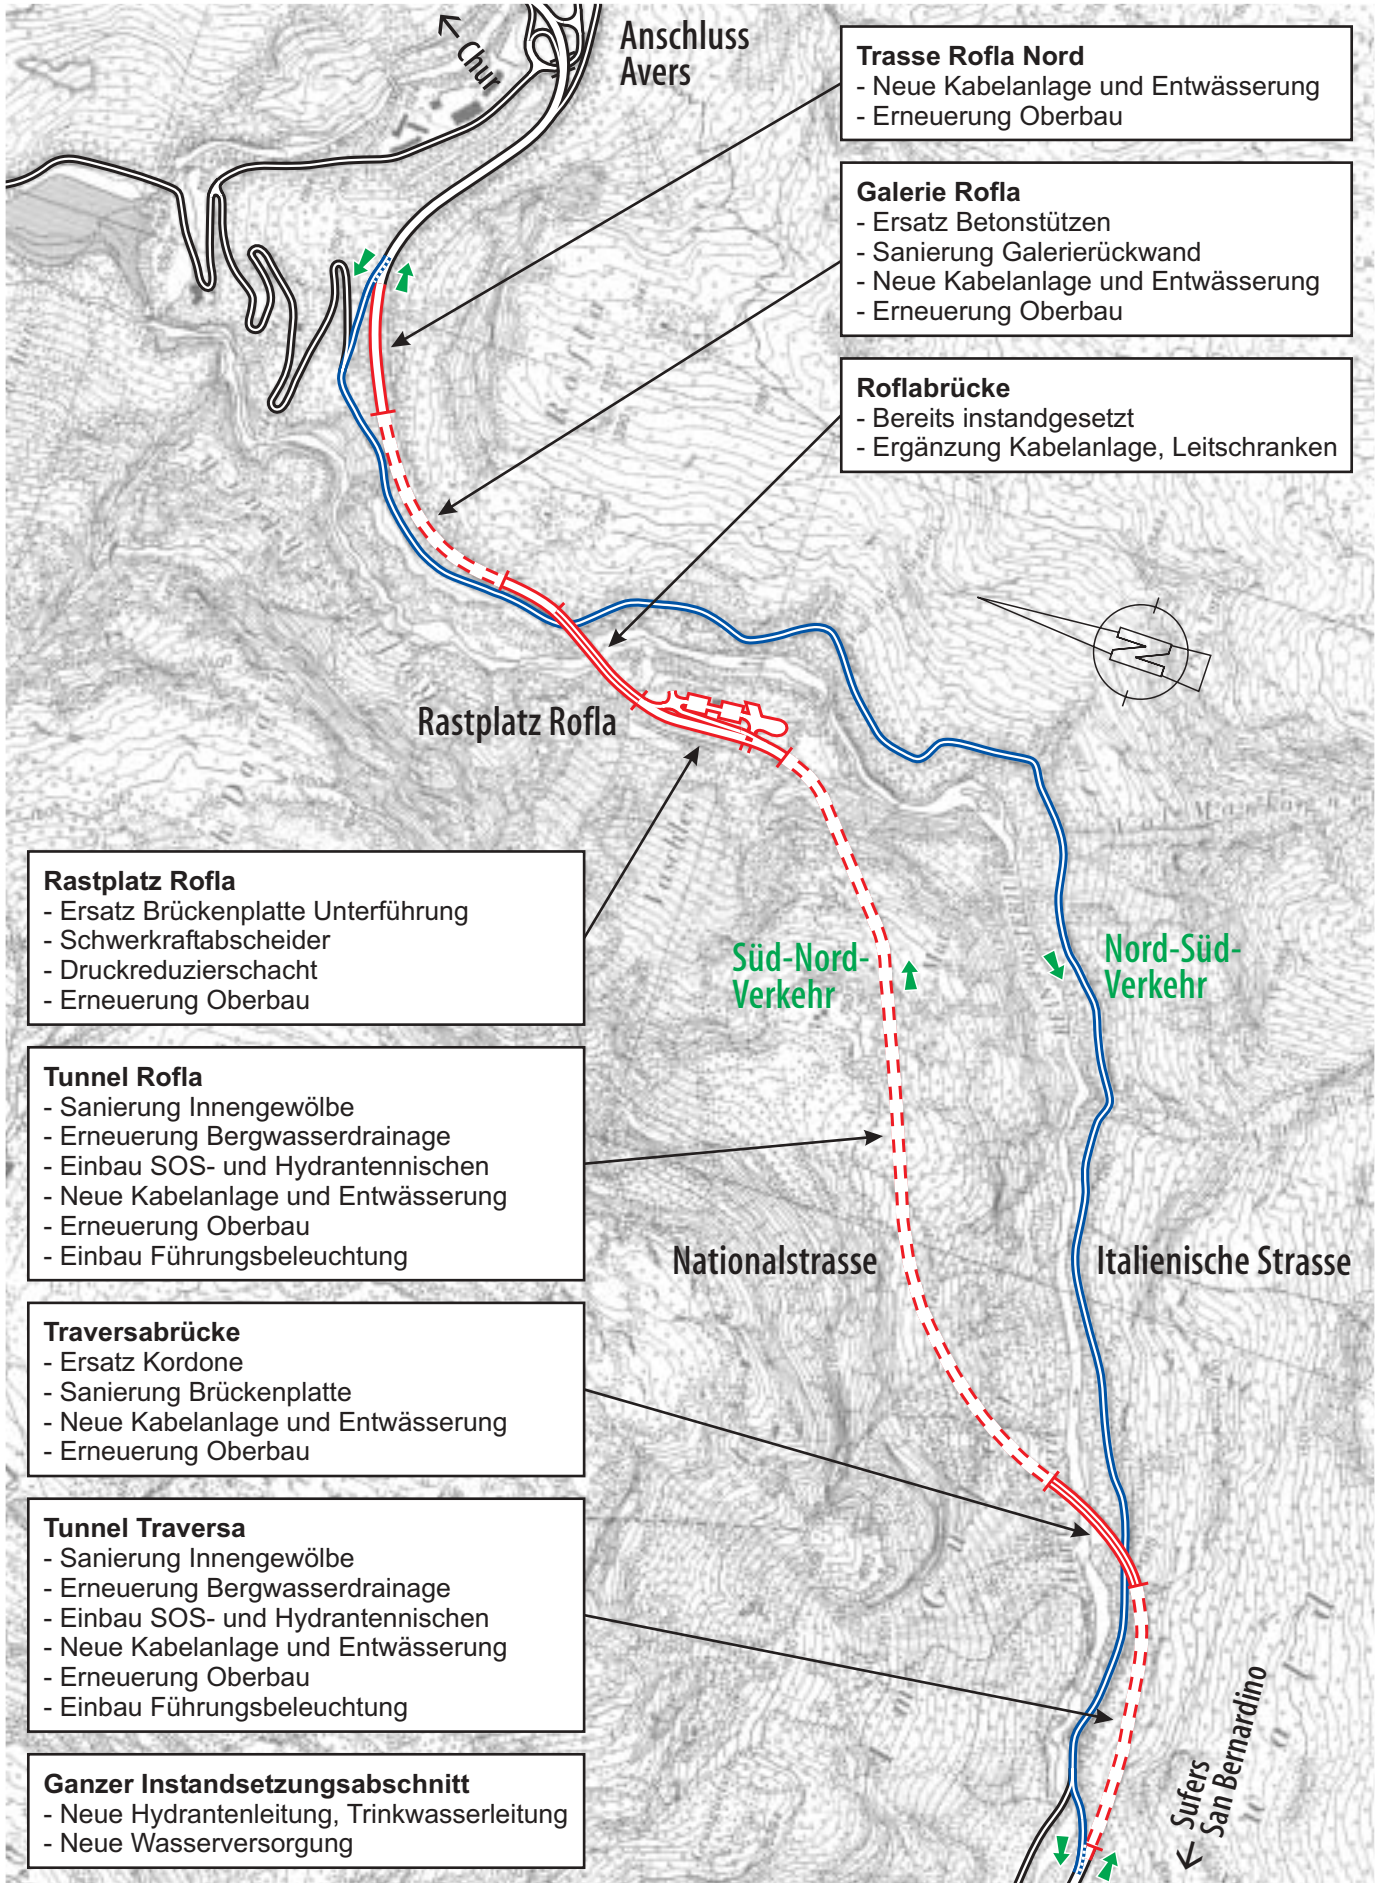 Anschluss
Avers
Chur
Trasse Rofla Nord
- Neue Kabelanlage und Entwässerung
- Erneuerung Oberbau
Galerie Rofla
- Ersatz Betonstützen
- Sanierung Galerierückwand
- Neue Kabelanlage und Entwässerung
- Erneuerung Oberbau
Roflabrücke
- Bereits instandgesetzt
- Ergänzung Kabelanlage, Leitschranken
N
Rastplatz Rofla
Rastplatz Rofla
- Ersatz Brückenplatte Unterführung
- Schwerkraftabscheider
- Druckreduzierschacht
- Erneuerung Oberbau
Süd-Nord-
Verkehr
Nord-Süd-
Verkehr
Tunnel Rofla
- Sanierung Innengewölbe
- Erneuerung Bergwasserdrainage
- Einbau SOS- und Hydrantennischen
- Neue Kabelanlage und Entwässerung
- Erneuerung Oberbau
- Einbau Führungsbeleuchtung
Nationalstrasse
Italienische Strasse
Traversabrücke
- Ersatz Kordone
- Sanierung Brückenplatte
- Neue Kabelanlage und Entwässerung
- Erneuerung Oberbau
Tunnel Traversa
- Sanierung Innengewölbe
- Erneuerung Bergwasserdrainage
- Einbau SOS- und Hydrantennischen
- Neue Kabelanlage und Entwässerung
- Erneuerung Oberbau
- Einbau Führungsbeleuchtung
Sufers
San Bernardino
Ganzer Instandsetzungsabschnitt
- Neue Hydrantenleitung, Trinkwasserleitung
- Neue Wasserversorgung